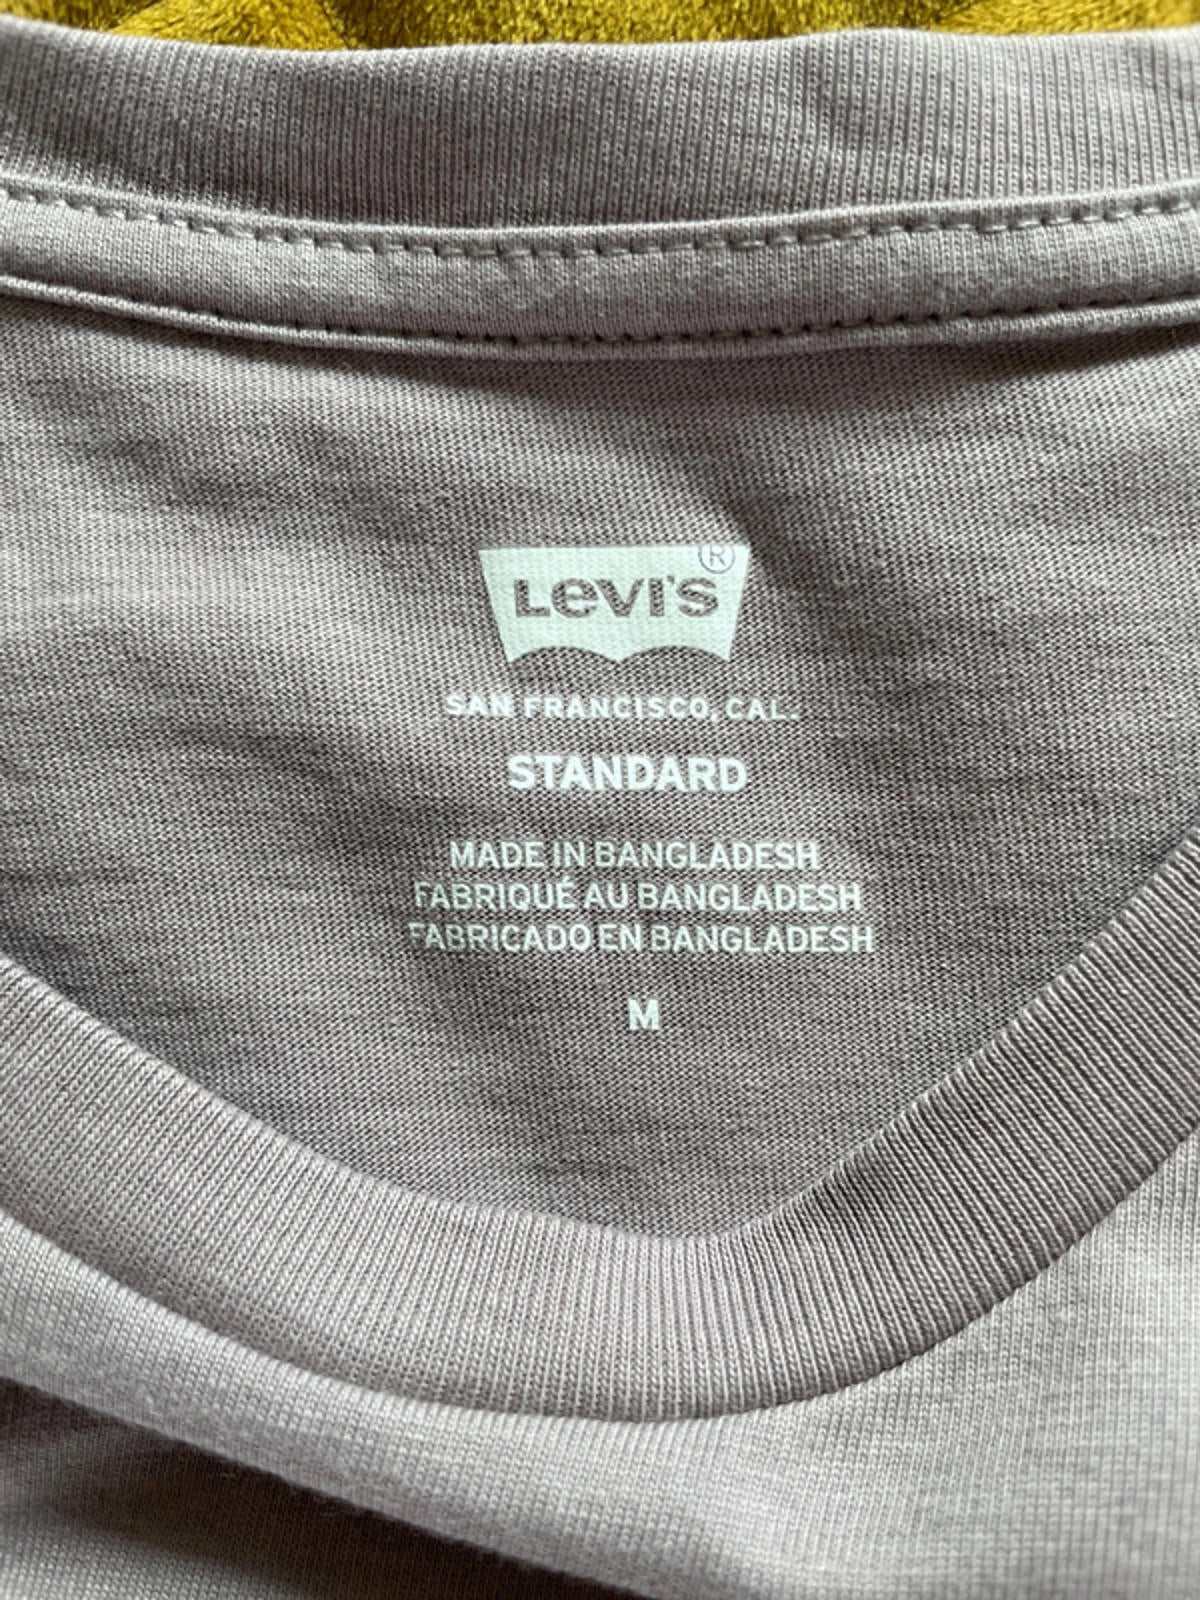 Levi's ®
SAN FRANCISCO, CAL.
STANDARD
MADE IN BANGLADESH
FABRIQUÉ AU BANGLADESH
FABRICADO EN BANGLADESH
M